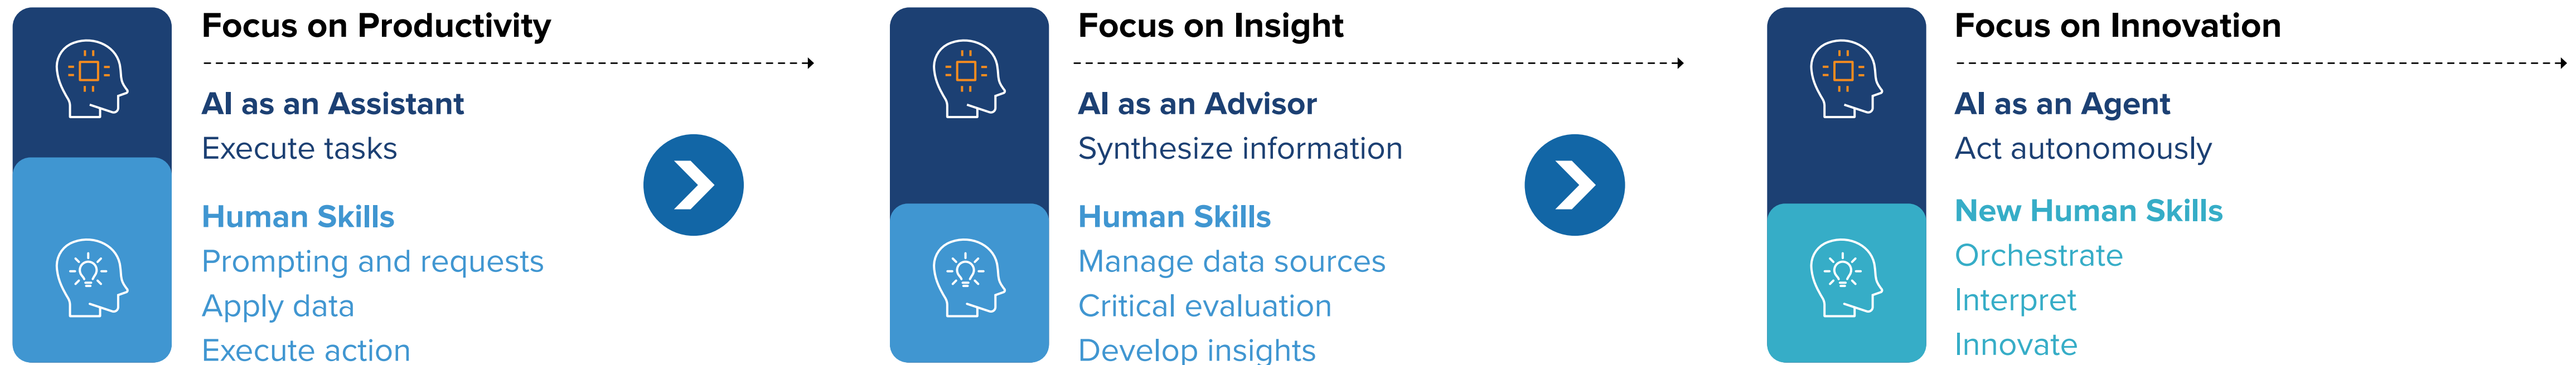 Focus on Productivity
AI as an Assistant
Execute tasks
Human Skills
Prompting and requests
Apply data
Execute action
Focus on Insight
AI as an Advisor
Synthesize information
Human Skills
Manage data sources
Critical evaluation
Develop insights
Focus on Innovation
AI as an Agent
Act autonomously
New Human Skills
Orchestrate
Interpret
Innovate